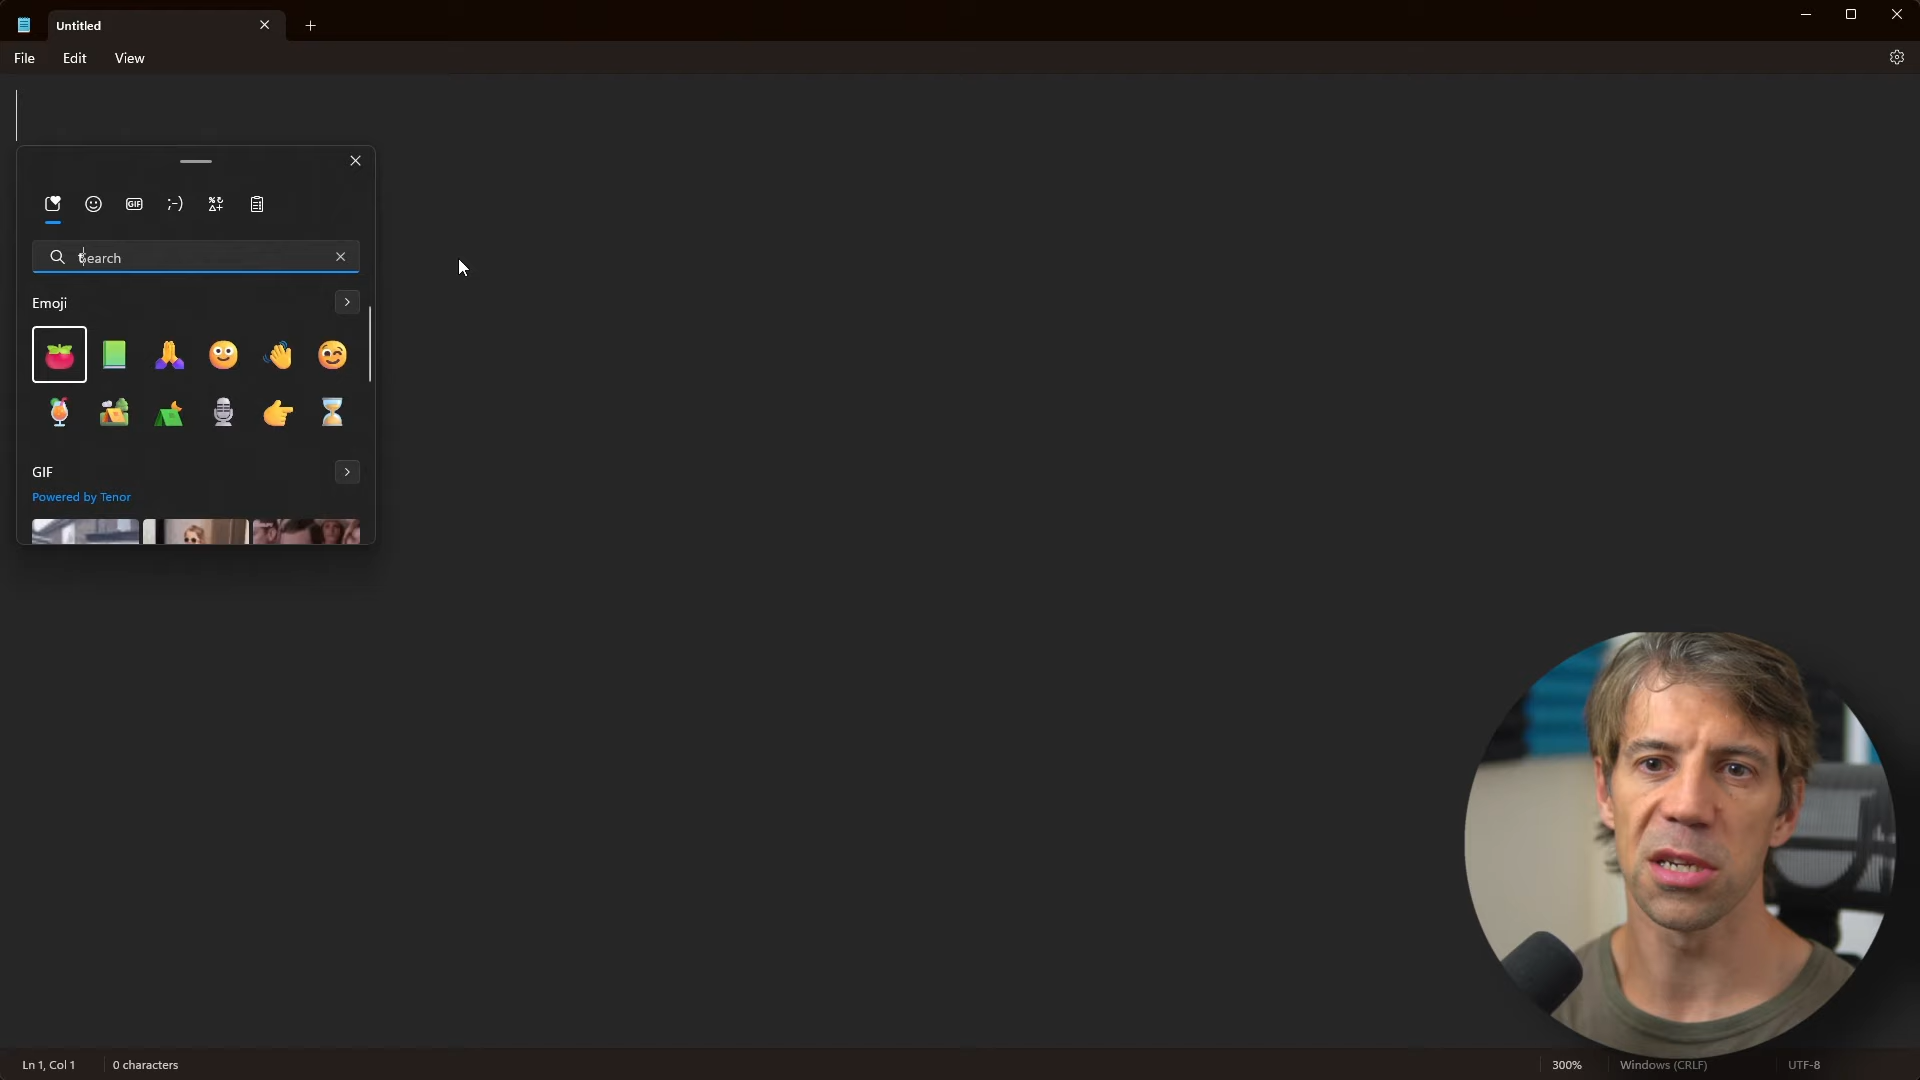 Untitled
File Edit View
GIF ;-)
Search
Emoji
GIF
Powered by Tenor
Ln 1, Col 1 0 characters 300% Windows (CRLF) UTF-8